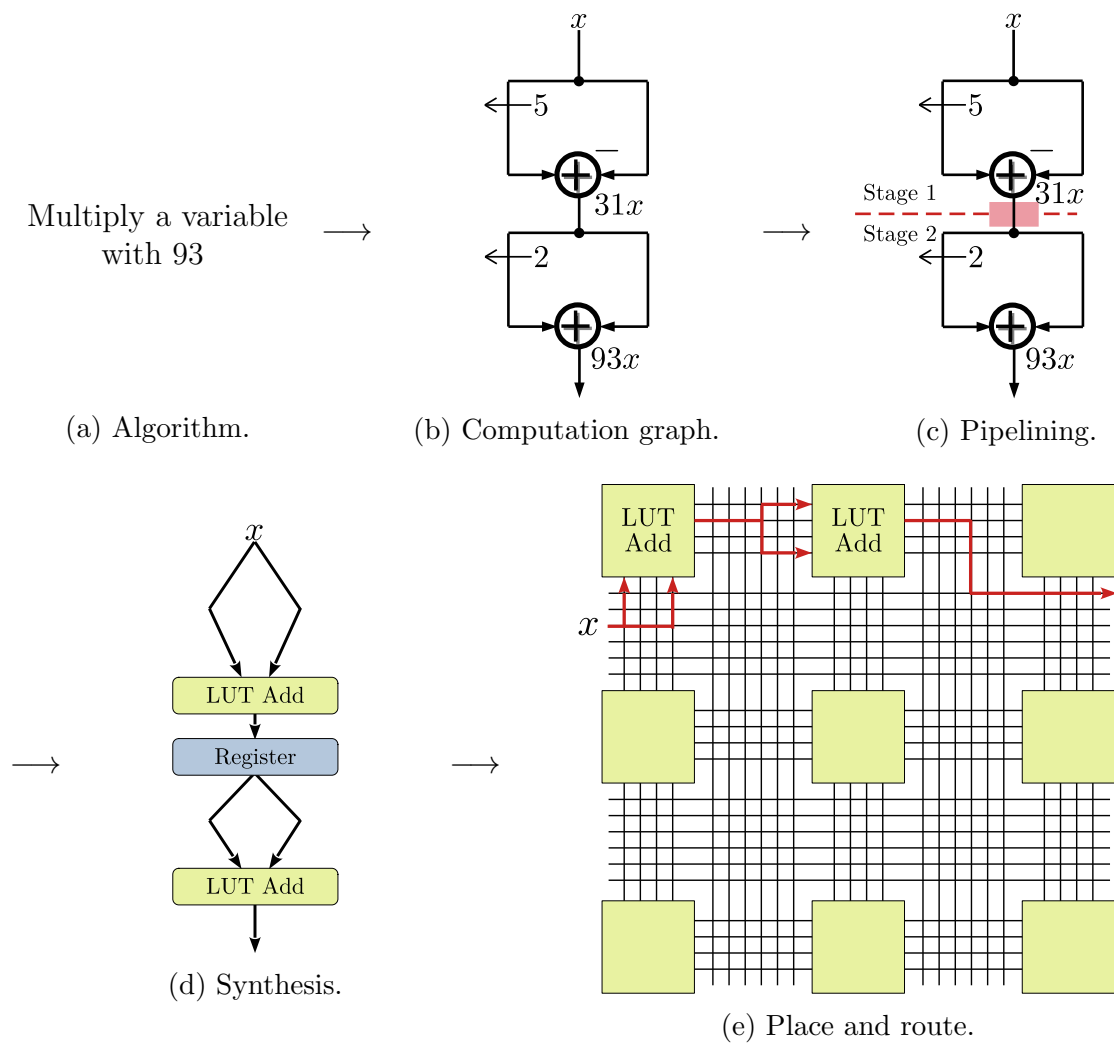 Multiply a variable
with 93
⟶
x
← 5
−
+
31x
← 2
+
93x
⟶
x
← 5
−
+
31x
Stage 1
Stage 2
← 2
+
93x
(a) Algorithm.
(b) Computation graph.
(c) Pipelining.
⟶
x
LUT Add
Register
LUT Add
(d) Synthesis.
⟶
LUT
Add
LUT
Add
x
(e) Place and route.